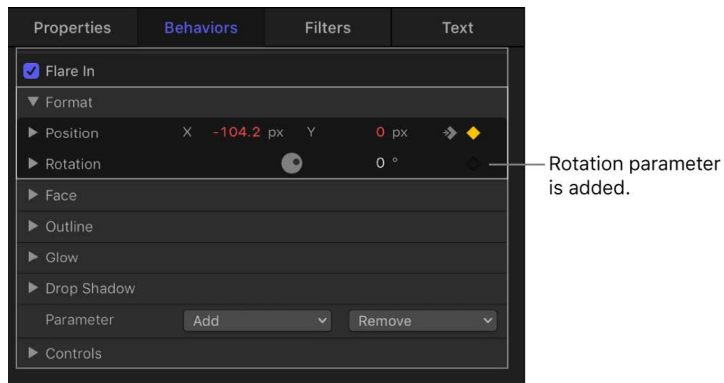 Properties Behaviors Filters Text
Flare In
Format
Position X -104.2 px Y 0 px
Rotation 0 °
Rotation parameter
is added.
Face
Outline
Glow
Drop Shadow
Parameter Add Remove
Controls